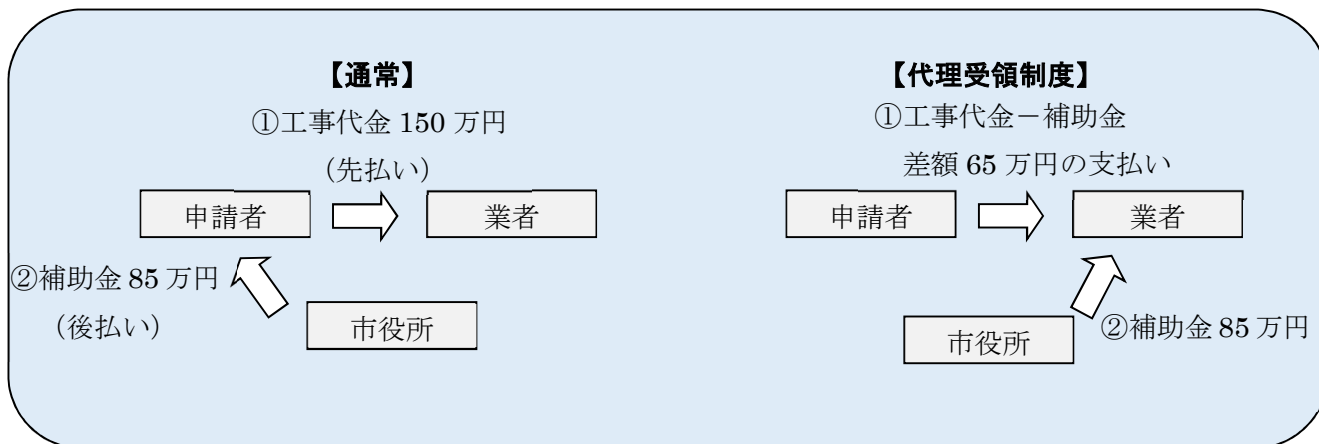 【通常】
①工事代金 150 万円
(先払い)
申請者
業者
②補助金 85 万円
(後払い)
市役所
【代理受領制度】
①工事代金－補助金
差額 65 万円の支払い
申請者
業者
市役所
②補助金 85 万円